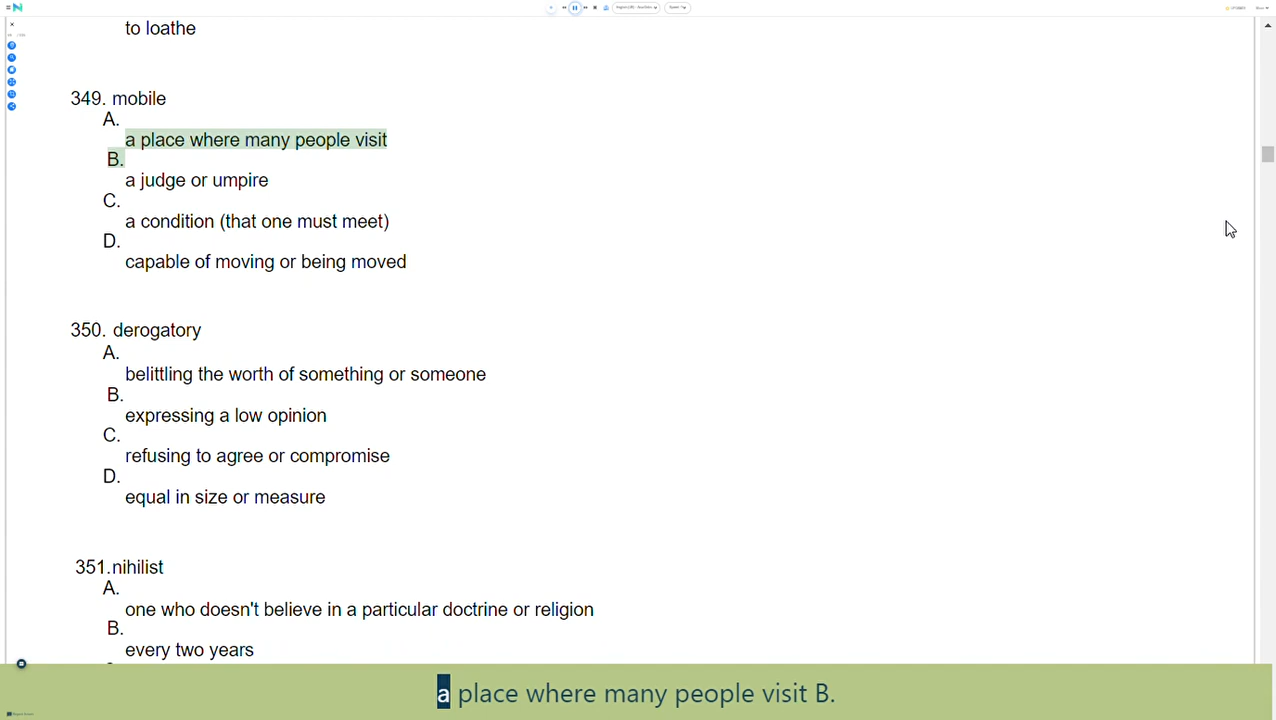 to loathe
349. mobile
A.
a place where many people visit
B.
a judge or umpire
C.
a condition (that one must meet)
D.
capable of moving or being moved
350. derogatory
A.
belittling the worth of something or someone
B.
expressing a low opinion
C.
refusing to agree or compromise
D.
equal in size or measure
351.nihilist
A.
one who doesn't believe in a particular doctrine or religion
B.
every two years
a place where many people visit B.